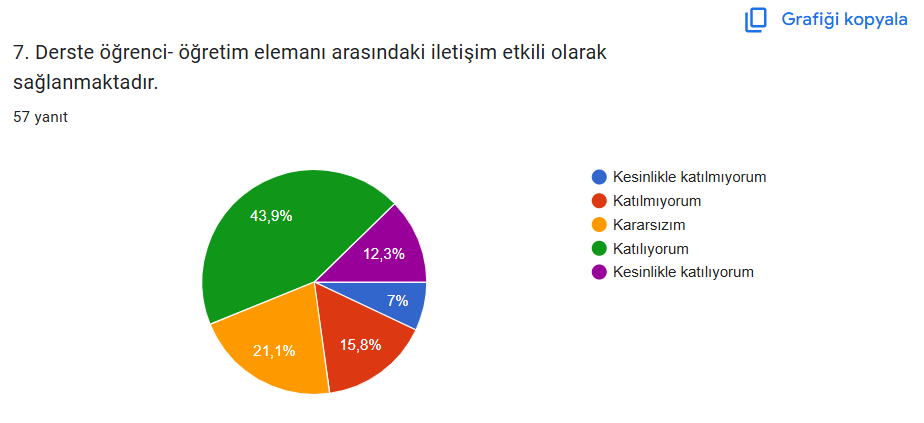 Grafiği kopyala
7. Derste öğrenci- öğretim elemanı arasındaki iletişim etkili olarak
sağlanmaktadır.
57 yanıt
Kesinlikle katılmıyorum
Katılmıyorum
Kararsızım
Katılıyorum
Kesinlikle katılıyorum
43,9%
12,3%
7%
15,8%
21,1%